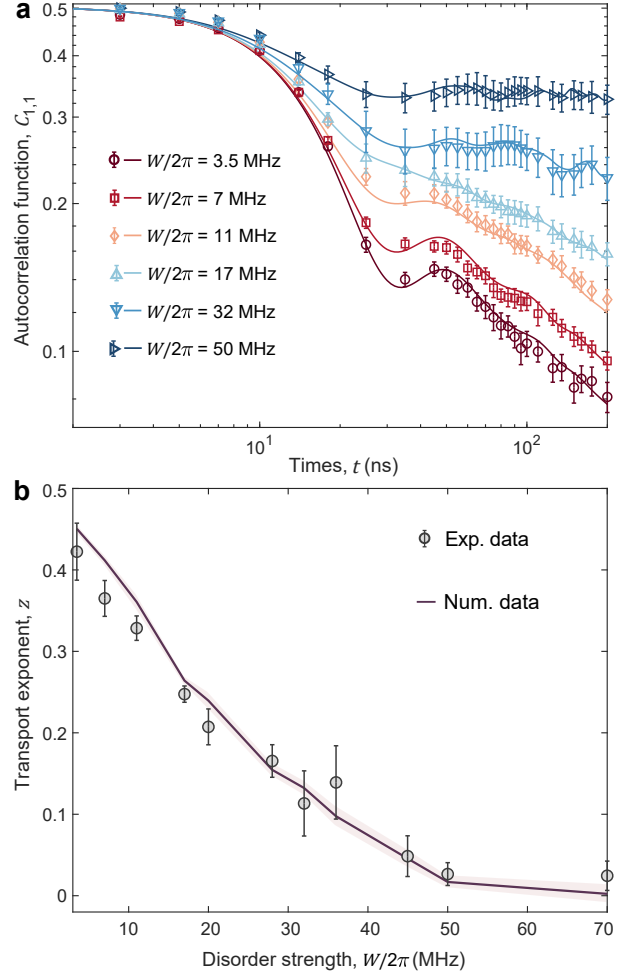 a
0.5
0.4
0.3
0.2
0.1
Autocorrelation function, C₁,₁
W/2π = 3.5 MHz
W/2π = 7 MHz
W/2π = 11 MHz
W/2π = 17 MHz
W/2π = 32 MHz
W/2π = 50 MHz
10¹ 10²
Times, t (ns)
b
0.5
0.4
0.3
0.2
0.1
0
Transport exponent, z
Exp. data
Num. data
10 20 30 40 50 60 70
Disorder strength, W/2π (MHz)